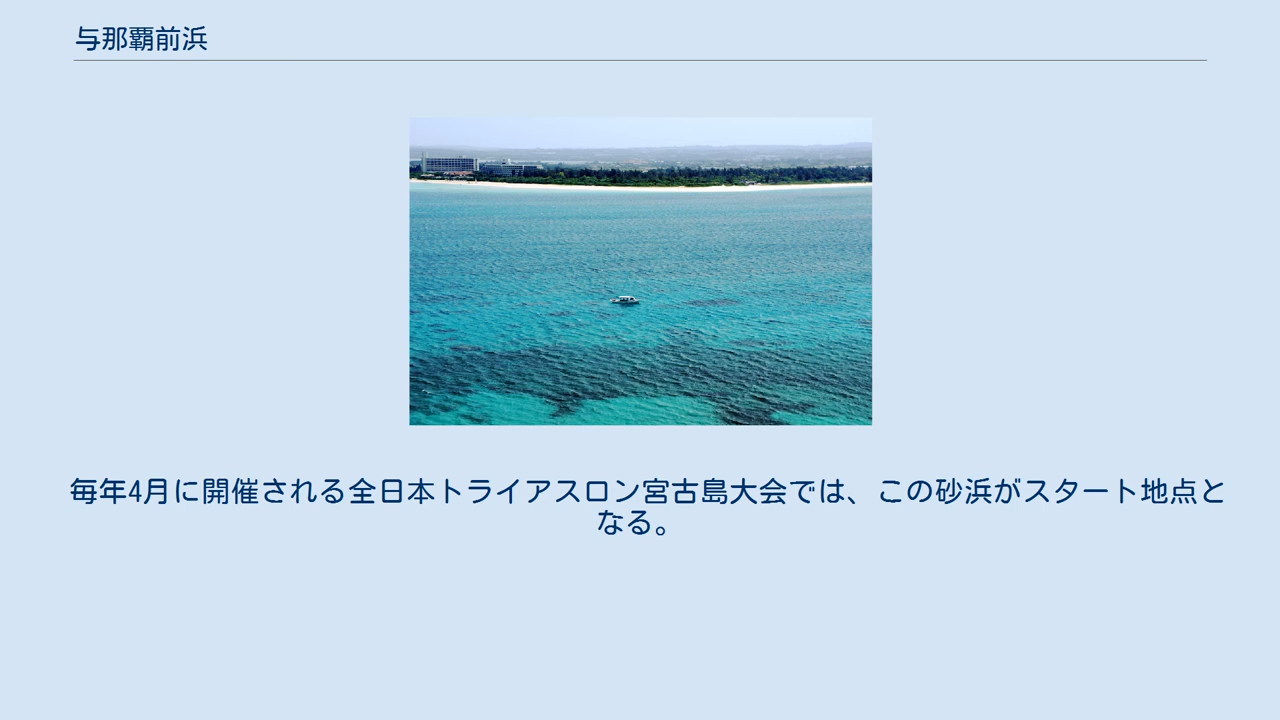 与那覇前浜
毎年4月に開催される全日本トライアスロン宮古島大会では、この砂浜がスタート地点と
なる。